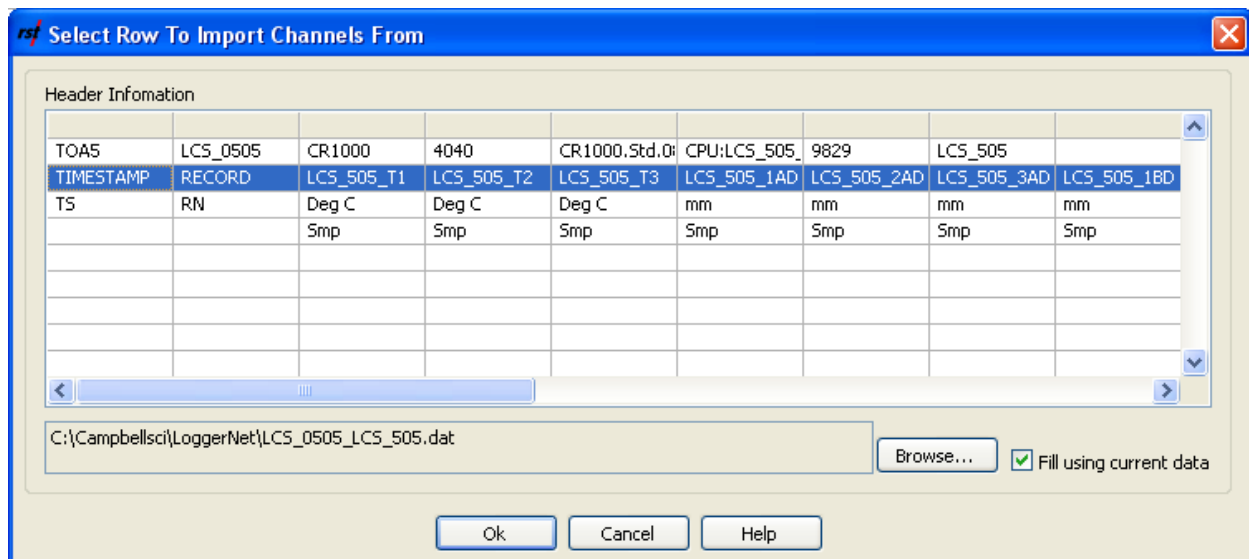 rst Select Row To Import Channels From
Header Infomation
TOA5 LCS_0505 CR1000 4040 CR1000.Std.0 CPU:LCS_505_ 9829 LCS_505
TIMESTAMP RECORD LCS_505_T1 LCS_505_T2 LCS_505_T3 LCS_505_1AD LCS_505_2AD LCS_505_3AD LCS_505_1BD
TS RN Deg C Deg C Deg C mm mm mm mm
Smp Smp Smp Smp Smp Smp Smp
C:\Campbellsci\LoggerNet\LCS_0505_LCS_505.dat
Browse... Fill using current data
Ok Cancel Help